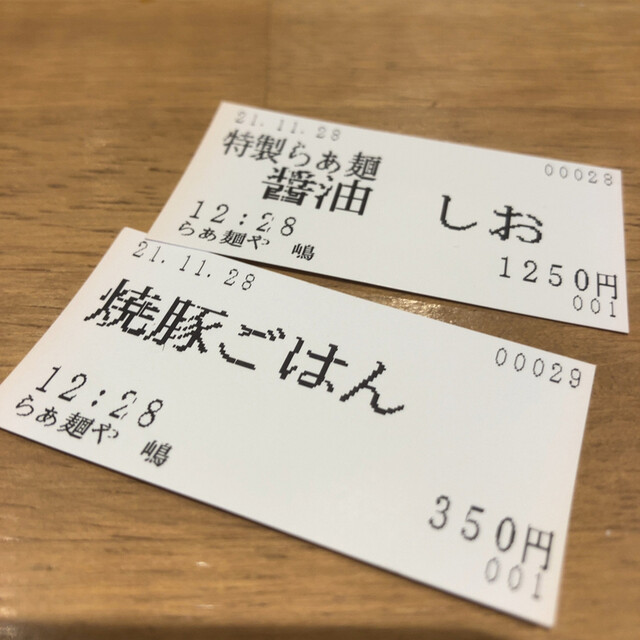 21.11.28
00028
特製らぁ麺
醤油 しお
12:28
らぁ麺や 嶋
1250円
001
21.11.28
00029
焼豚ごはん
12:28
らぁ麺や 嶋
350円
001